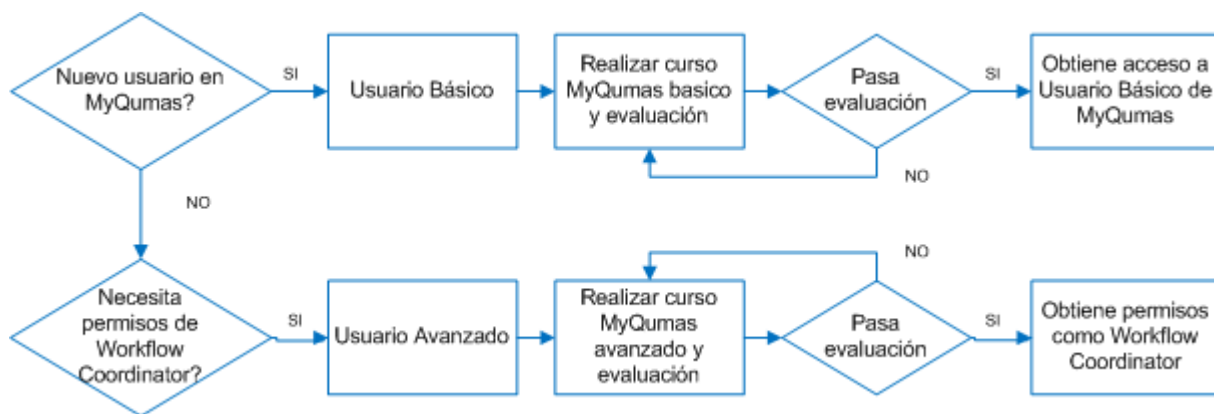 Nuevo usuario en
MyQumas?
SI
Usuario Básico
Realizar curso
MyQumas basico
y evaluación
Pasa
evaluación
SI
Obtiene acceso a
Usuario Básico de
MyQumas
NO
NO
Necesita
permisos de
Workflow
Coordinator?
SI
Usuario Avanzado
Realizar curso
MyQumas
avanzado y
evaluación
NO
Pasa
evaluación
SI
Obtiene permisos
como Workflow
Coordinator